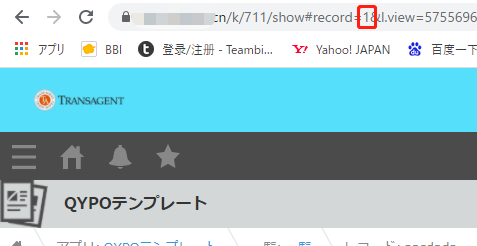 cn/k/711/show#record=1&l.view=5755696
アプリ BBI 登录/注册 - Teambi... Yahoo! JAPAN 百度一下
TRANSAGENT
QYPOテンプレート